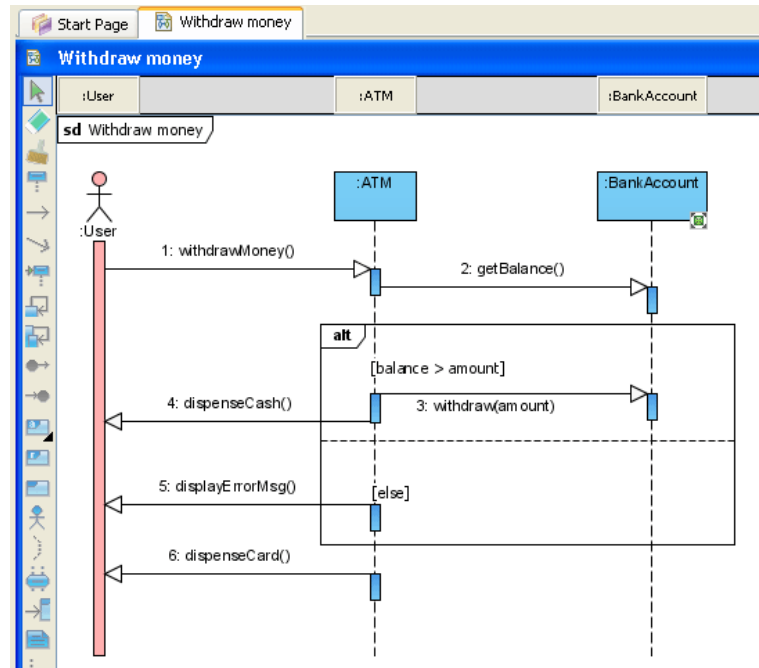 Start Page
Withdraw money
Withdraw money
:User
:ATM
:BankAccount
sd Withdraw money
:ATM
:BankAccount
:User
1: withdrawMoney()
2: getBalance()
alt
[balance > amount]
4: dispenseCash()
3: withdraw(amount)
5: displayErrorMsg()
[else]
6: dispenseCard()